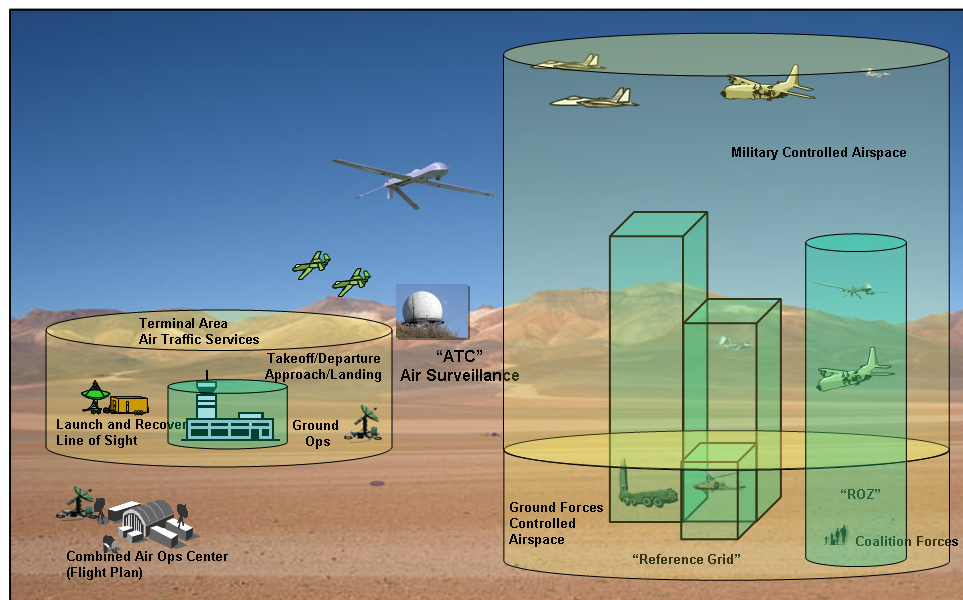 Military Controlled Airspace
Terminal Area
Air Traffic Services
Takeoff/Departure
Approach/Landing
“ATC”
Air Surveillance
Launch and Recover
Line of Sight
Ground
Ops
Ground Forces
Controlled
Airspace
“ROZ”
Coalition Forces
“Reference Grid”
Combined Air Ops Center
(Flight Plan)